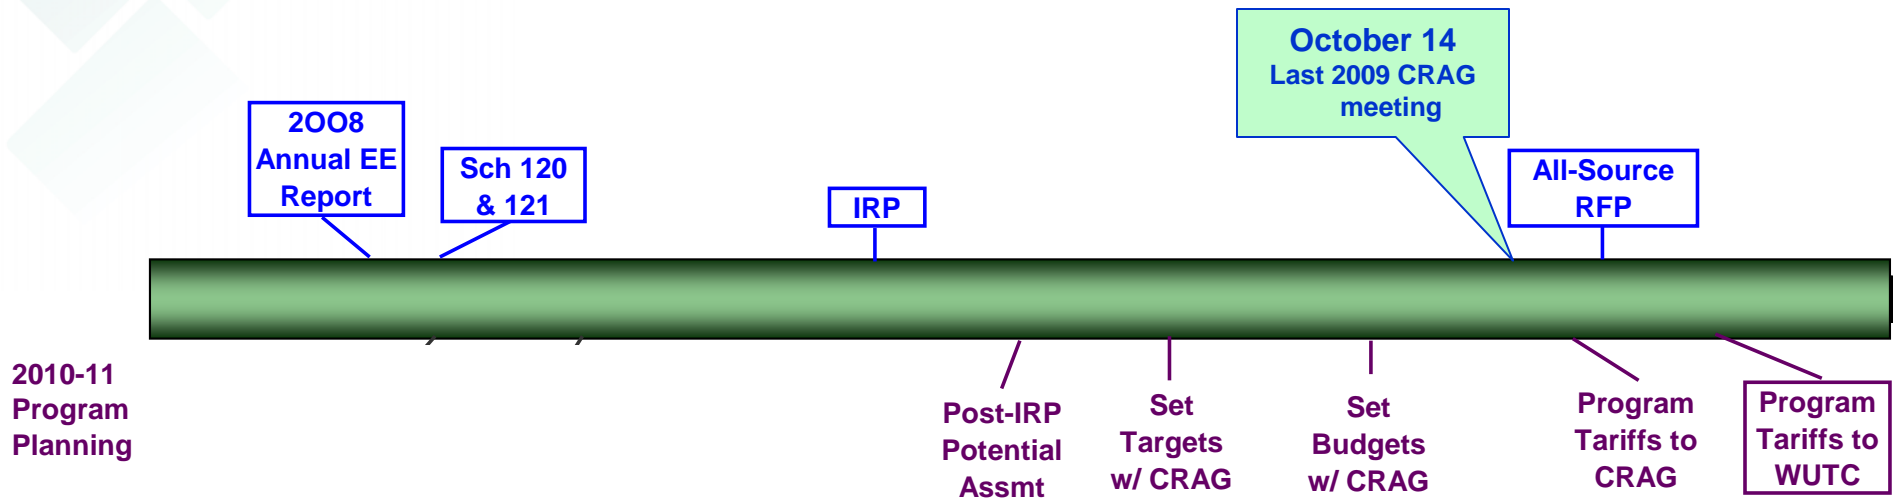 October 14
Last 2009 CRAG
meeting
2OO8
Annual EE
Report
Sch 120
& 121
IRP
All-Source
RFP
2010-11
Program
Planning
Post-IRP
Potential
Assmt
Set
Targets
w/ CRAG
Set
Budgets
w/ CRAG
Program
Tariffs to
CRAG
Program
Tariffs to
WUTC